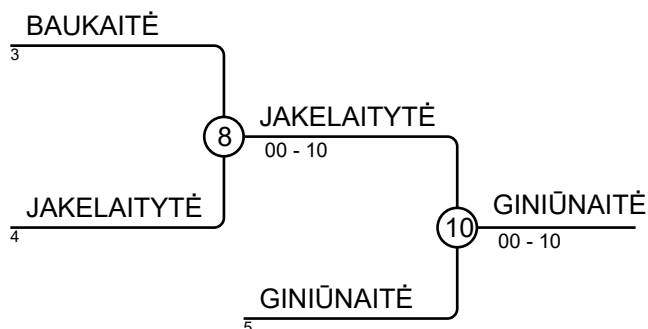 BAUKAITĖ
3
8
JAKELAITYTĖ
00 - 10
JAKELAITYTĖ
4
10
GINIŪNAITĖ
00 - 10
GINIŪNAITĖ
5